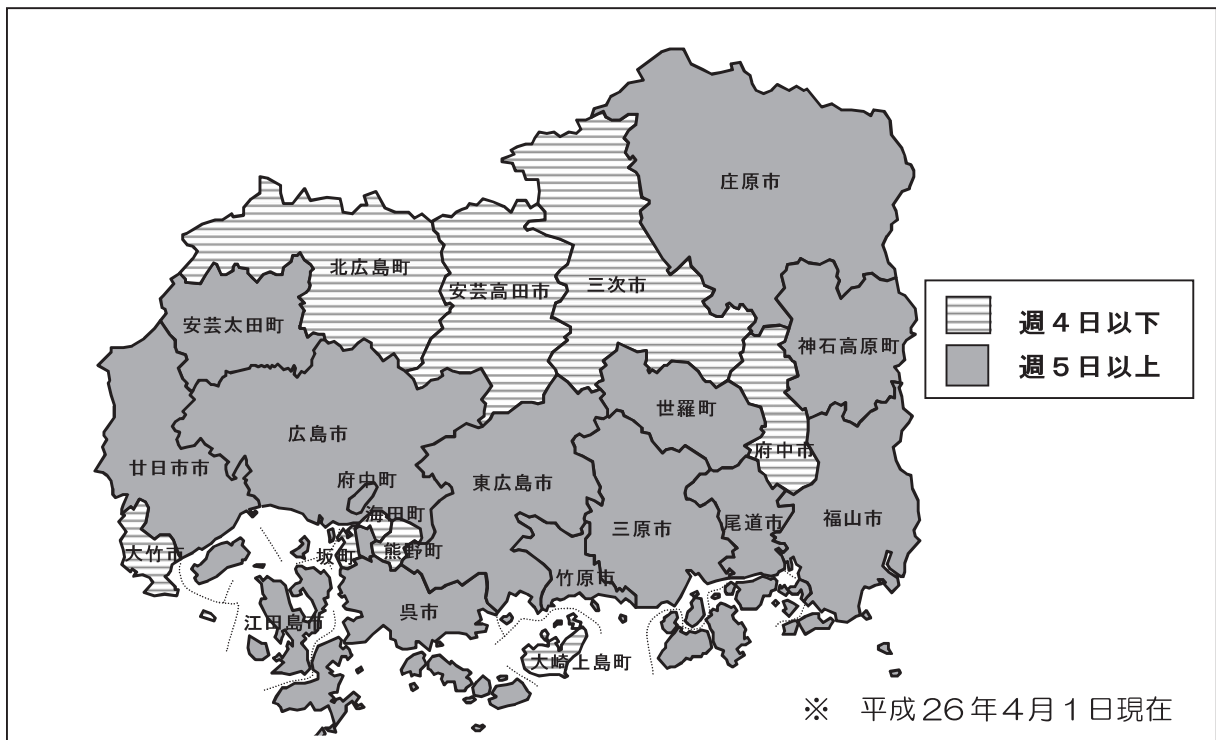 庄原市
北広島町
三次市
安芸高田市
安芸太田町
神石高原町
週4日以下
週5日以上
世羅町
広島市
府中市
廿日市市
府中町
東広島市
海田町
三原市
尾道市
福山市
大竹市
坂町
熊野町
竹原市
江田島市
呉市
大崎上島町
※　平成26年4月1日現在